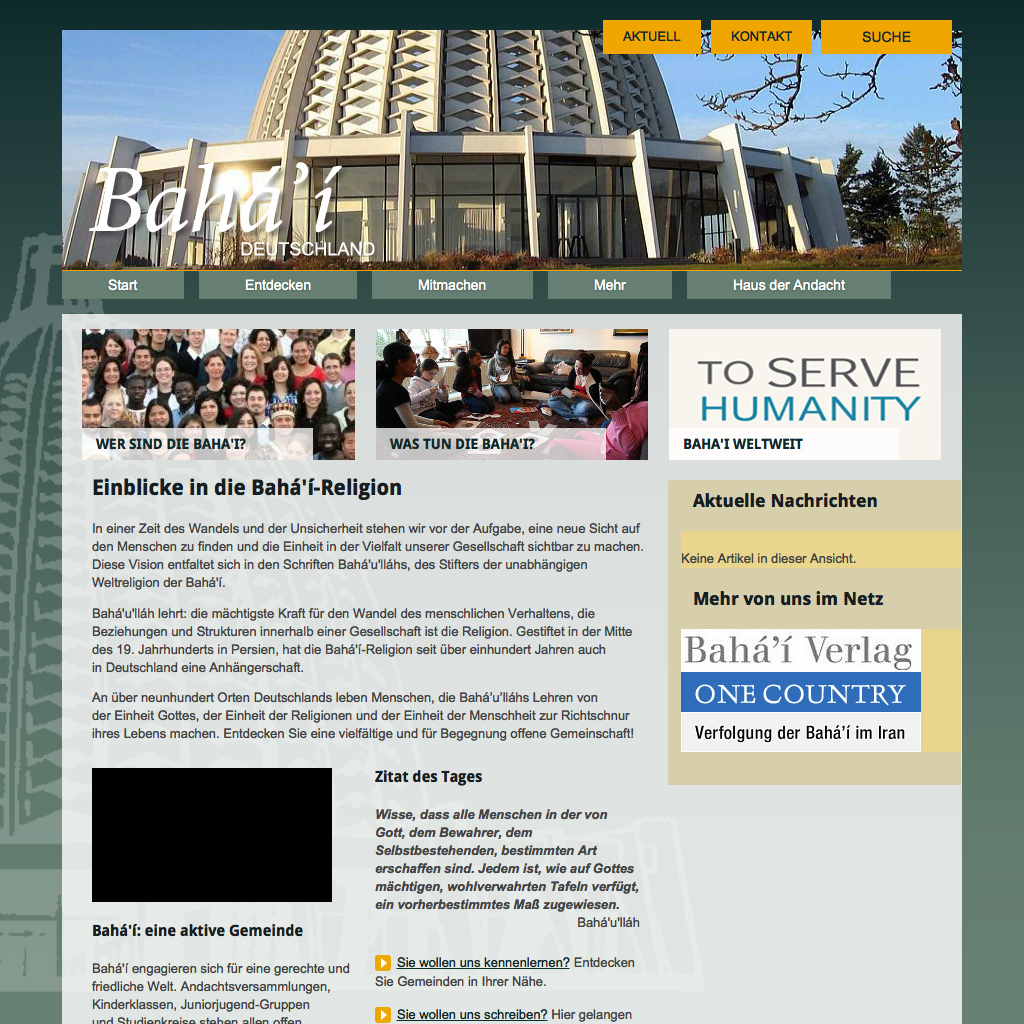 AKTUELL
KONTAKT
SUCHE
Bahá'í
DEUTSCHLAND
Start
Entdecken
Mitmachen
Mehr
Haus der Andacht
WER SIND DIE BAHA'I?
WAS TUN DIE BAHA'I?
TO SERVE
HUMANITY
BAHA'I WELTWEIT
Einblicke in die Bahá'í-Religion
In einer Zeit des Wandels und der Unsicherheit stehen wir vor der Aufgabe, eine neue Sicht auf
den Menschen zu finden und die Einheit in der Vielfalt unserer Gesellschaft sichtbar zu machen.
Diese Vision entfaltet sich in den Schriften Bahá'u'lláhs, des Stifters der unabhängigen
Weltreligion der Bahá'í.
Bahá'u'lláh lehrt: die mächtigste Kraft für den Wandel des menschlichen Verhaltens, die
Beziehungen und Strukturen innerhalb einer Gesellschaft ist die Religion. Gestiftet in der Mitte
des 19. Jahrhunderts in Persien, hat die Bahá'í-Religion seit über einhundert Jahren auch
in Deutschland eine Anhängerschaft.
An über neunhundert Orten Deutschlands leben Menschen, die Bahá’u’lláhs Lehren von
der Einheit Gottes, der Einheit der Religionen und der Einheit der Menschheit zur Richtschnur
ihres Lebens machen. Entdecken Sie eine vielfältige und für Begegnung offene Gemeinschaft!
Aktuelle Nachrichten
Keine Artikel in dieser Ansicht.
Mehr von uns im Netz
Bahá’í Verlag
ONE COUNTRY
Verfolgung der Bahá’í im Iran
Bahá'í: eine aktive Gemeinde
Bahá'í engagieren sich für eine gerechte und
friedliche Welt. Andachtsversammlungen,
Kinderklassen, Juniorjugend-Gruppen
und Studienkreise stehen allen offen
Zitat des Tages
Wisse, dass alle Menschen in der von
Gott, dem Bewahrer, dem
Selbstbestehenden, bestimmten Art
erschaffen sind. Jedem ist, wie auf Gottes
mächtigen, wohlverwahrten Tafeln verfügt,
ein vorherbestimmtes Maß zugewiesen.
Bahá'u'lláh
Sie wollen uns kennenlernen? Entdecken
Sie Gemeinden in Ihrer Nähe.
Sie wollen uns schreiben? Hier gelangen